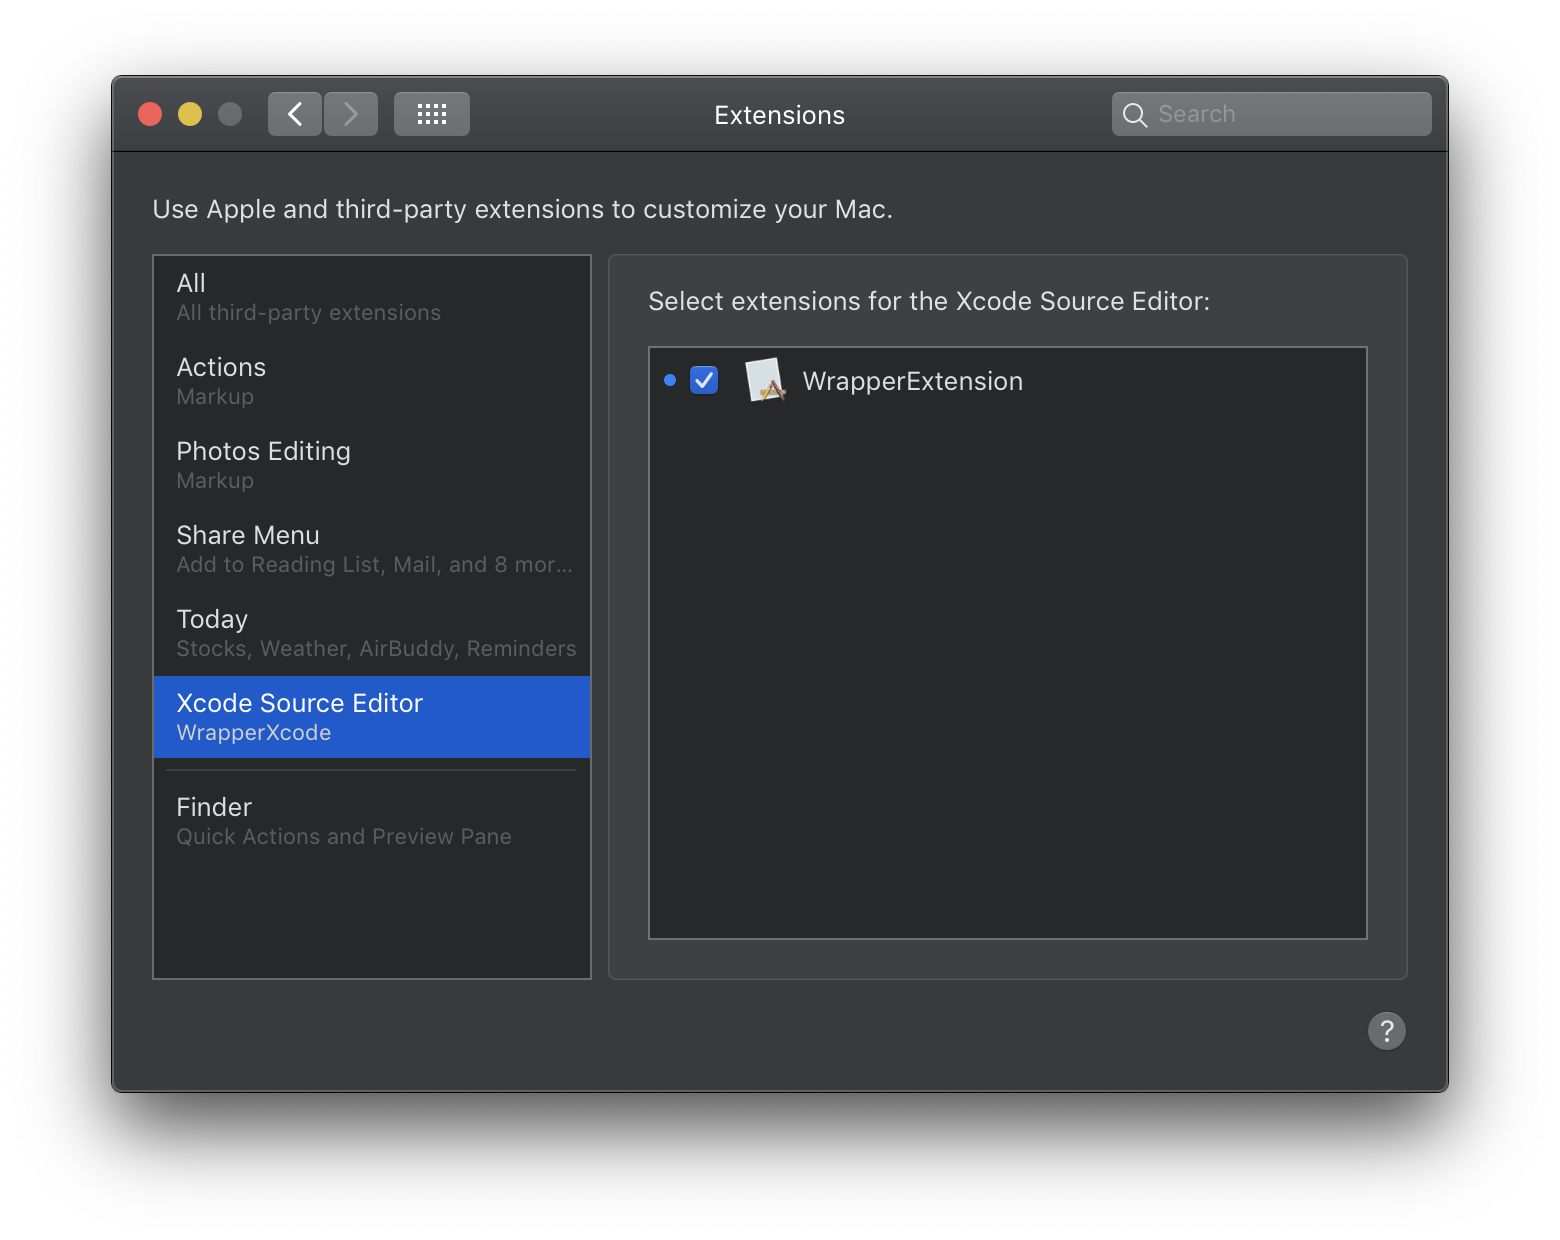 Extensions
Search
Use Apple and third-party extensions to customize your Mac.
All
All third-party extensions
Actions
Markup
Photos Editing
Markup
Share Menu
Add to Reading List, Mail, and 8 mor...
Today
Stocks, Weather, AirBuddy, Reminders
Xcode Source Editor
WrapperXcode
Finder
Quick Actions and Preview Pane
Select extensions for the Xcode Source Editor:
WrapperExtension
?